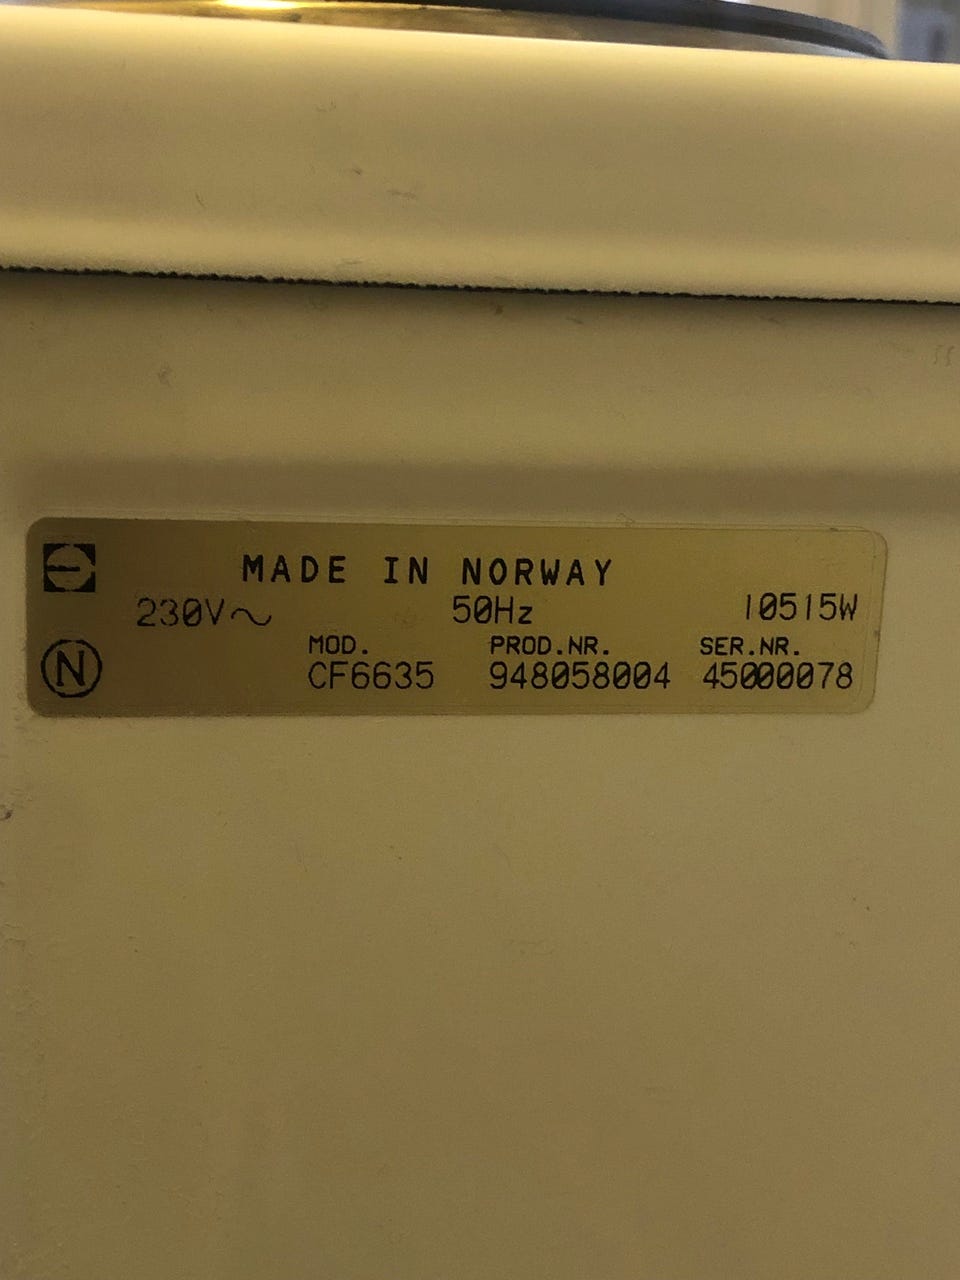 MADE IN NORWAY
230V~ 50Hz 10515W
MOD. PROD.NR. SER.NR.
N CF6635 948058004 45000078